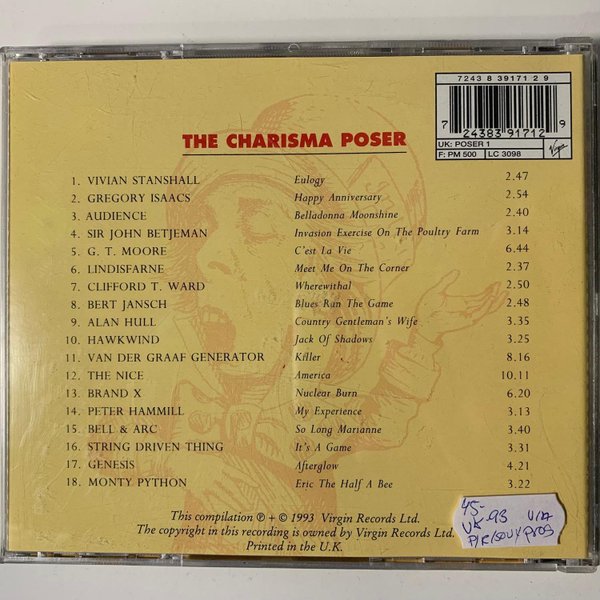 7243 8 39171 2 9
7 24383 91712 9
UK: POSER 1
F: PM 500 LC 3098 Virgin
THE CHARISMA POSER
1. VIVIAN STANSHALL Eulogy 2.47
2. GREGORY ISAACS Happy Anniversary 2.54
3. AUDIENCE Belladonna Moonshine 2.40
4. SIR JOHN BETJEMAN Invasion Exercise On The Poultry Farm 3.14
5. G. T. MOORE C'est La Vie 6.44
6. LINDISFARNE Meet Me On The Corner 2.37
7. CLIFFORD T. WARD Wherewithal 2.50
8. BERT JANSCH Blues Run The Game 2.48
9. ALAN HULL Country Gentleman's Wife 3.35
10. HAWKWIND Jack Of Shadows 3.25
11. VAN DER GRAAF GENERATOR Killer 8.16
12. THE NICE America 10.11
13. BRAND X Nuclear Burn 6.20
14. PETER HAMMILL My Experience 3.13
15. BELL & ARC So Long Marianne 3.40
16. STRING DRIVEN THING It's A Game 3.31
17. GENESIS Afterglow 4.21
18. MONTY PYTHON Eric The Half A Bee 3.22
This compilation ℗ + © 1993 Virgin Records Ltd.
The copyright in this recording is owned by Virgin Records Ltd.
Printed in the U.K.
45-
UK-93